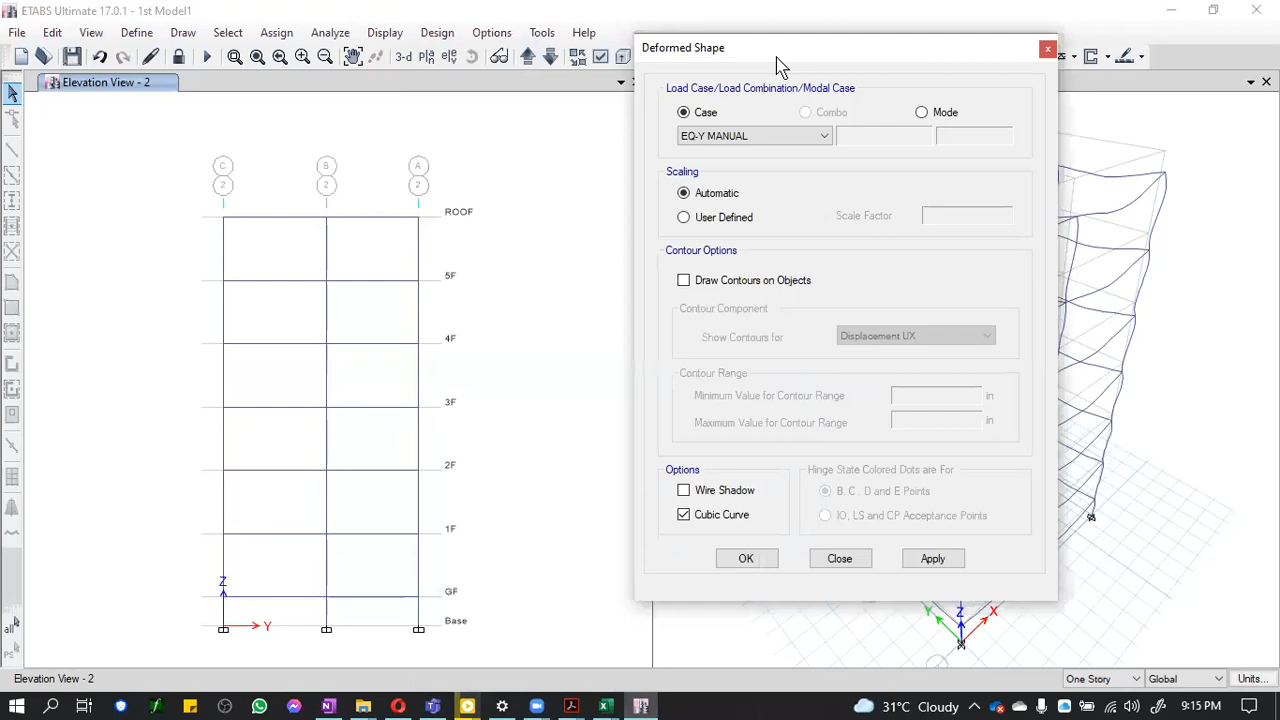 ETABS Ultimate 17.0.1 - 1st Model1
File Edit View Define Draw Select Assign Analyze Display Design Options Tools Help
3-d
Elevation View - 2
C B A
2 2 2
ROOF
5F
4F
3F
2F
1F
GF
Base
Z
Y
Deformed Shape
Load Case/Load Combination/Modal Case
Case Combo Mode
EQ-Y MANUAL
Scaling
Automatic
User Defined Scale Factor
Contour Options
Draw Contours on Objects
Contour Component
Show Contours for Displacement UX
Contour Range
Minimum Value for Contour Range in
Maximum Value for Contour Range in
Options
Wire Shadow
Cubic Curve
Hinge State Colored Dots are For
B, C, D and E Points
IO, LS and CP Acceptance Points
OK Close Apply
Y Z X
all
Elevation View - 2
One Story Global Units...
31°C Cloudy
9:15 PM